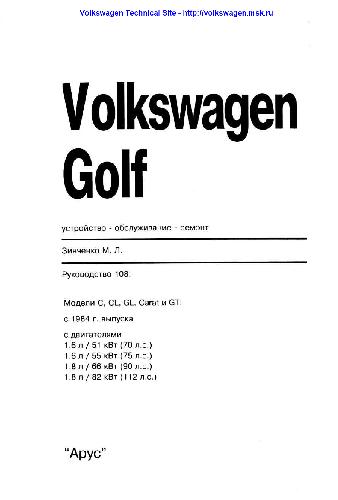 Volkswagen Technical Site - http://volkswagen.msk.ru
Volkswagen
Golf
устройство - обслуживание - ремонт
Зинченко М. Л.
Руководство 108.
Модели C, CL, GL, Carat и GT:
с 1984 г. выпуска
с двигателями
1.6 л / 51 кВт (70 л.с.)
1.6 л / 55 кВт (75 л.с.)
1.8 л / 66 кВт (90 л.с.)
1.8 л / 82 кВт (112 л.с.)
"Арус"